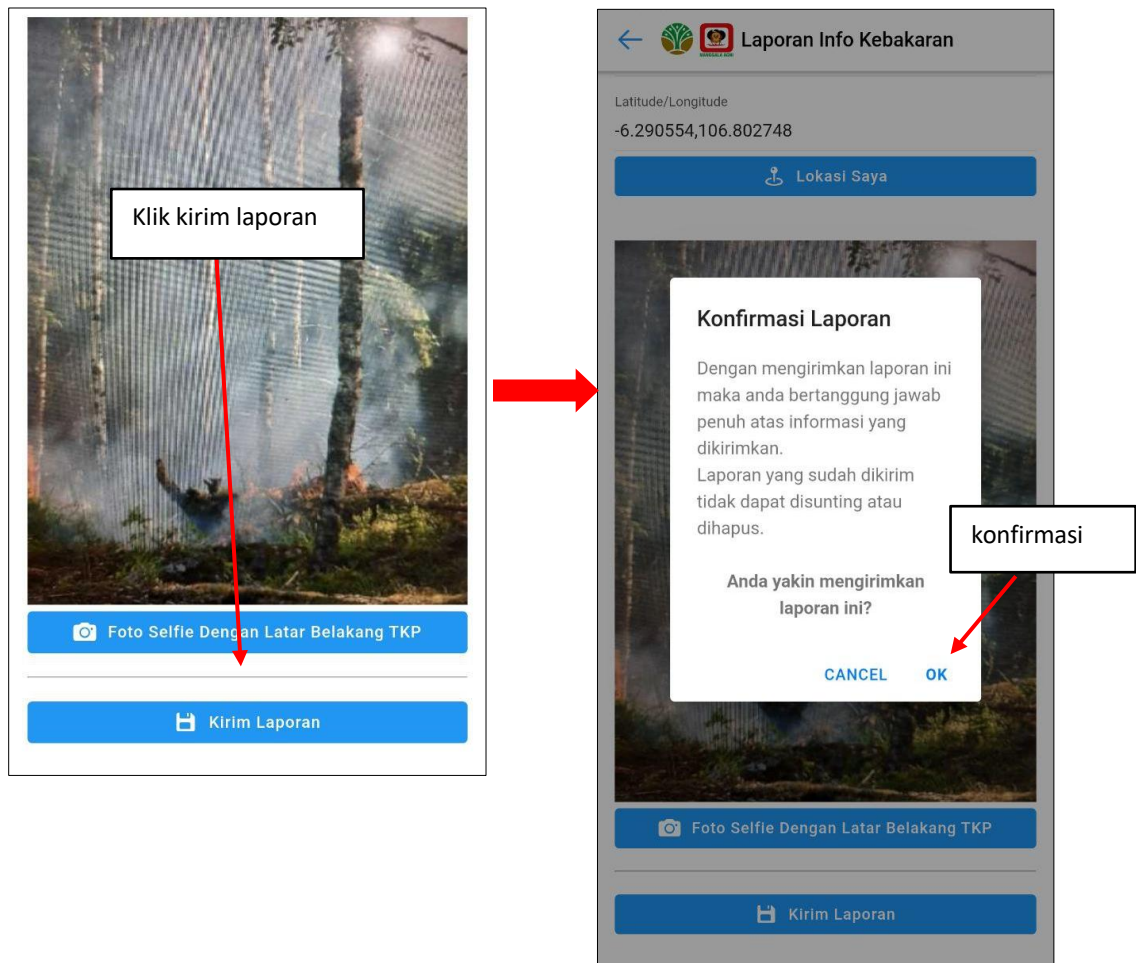 Klik kirim laporan
Foto Selfie Dengan Latar Belakang TKP
Kirim Laporan
Laporan Info Kebakaran
Latitude/Longitude
-6.290554,106.802748
Lokasi Saya
Konfirmasi Laporan
Dengan mengirimkan laporan ini
maka anda bertanggung jawab
penuh atas informasi yang
dikirimkan.
Laporan yang sudah dikirim
tidak dapat disunting atau
dihapus.
Anda yakin mengirimkan
laporan ini?
CANCEL OK
konfirmasi
Foto Selfie Dengan Latar Belakang TKP
Kirim Laporan